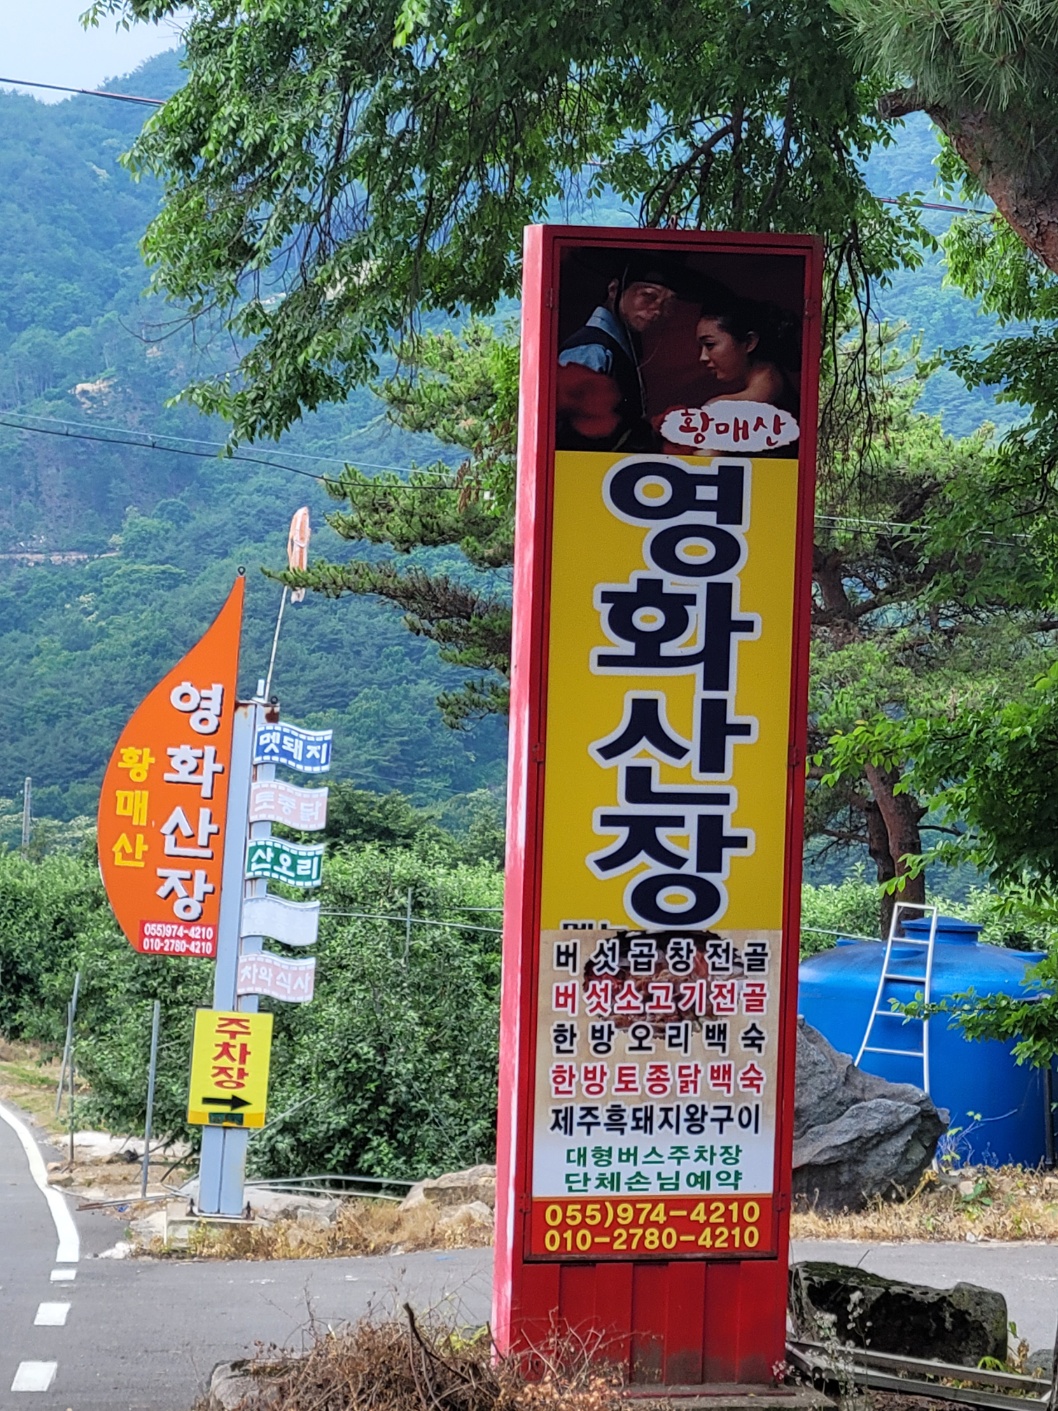 황매산
영화산장
버섯곱창전골
버섯소고기전골
한방오리백숙
한방토종닭백숙
제주흑돼지왕구이
대형버스주차장
단체손님예약
055)974-4210
010-2780-4210
영화산장
황매산
055)974-4210
010-2780-4210
멧돼지
토종닭
산오리
주차장